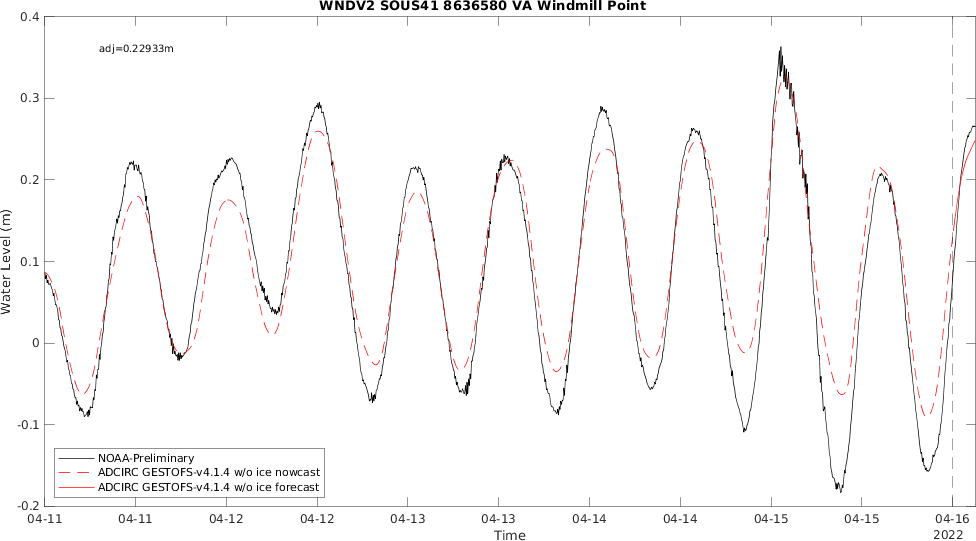 WNDV2 SOUS41 8636580 VA Windmill Point
adj=0.22933m
Water Level (m)
0.4
0.3
0.2
0.1
0
-0.1
-0.2
NOAA-Preliminary
ADCIRC GESTOFS-v4.1.4 w/o ice nowcast
ADCIRC GESTOFS-v4.1.4 w/o ice forecast
04-11 04-11 04-12 04-12 04-13 04-13 04-14 04-14 04-15 04-15 04-16
2022
Time